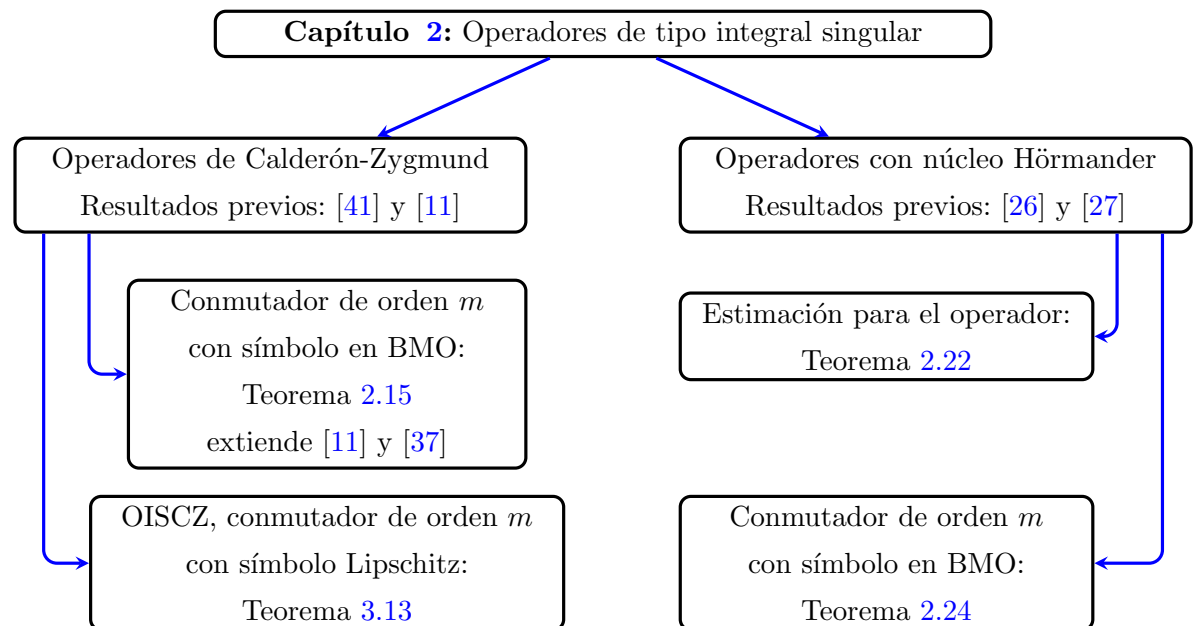 Capítulo 2: Operadores de tipo integral singular
Operadores de Calderón-Zygmund
Resultados previos: [41] y [11]
Operadores con núcleo Hörmander
Resultados previos: [26] y [27]
Conmutador de orden m
con símbolo en BMO:
Teorema 2.15
extiende [11] y [37]
Estimación para el operador:
Teorema 2.22
OISCZ, conmutador de orden m
con símbolo Lipschitz:
Teorema 3.13
Conmutador de orden m
con símbolo en BMO:
Teorema 2.24